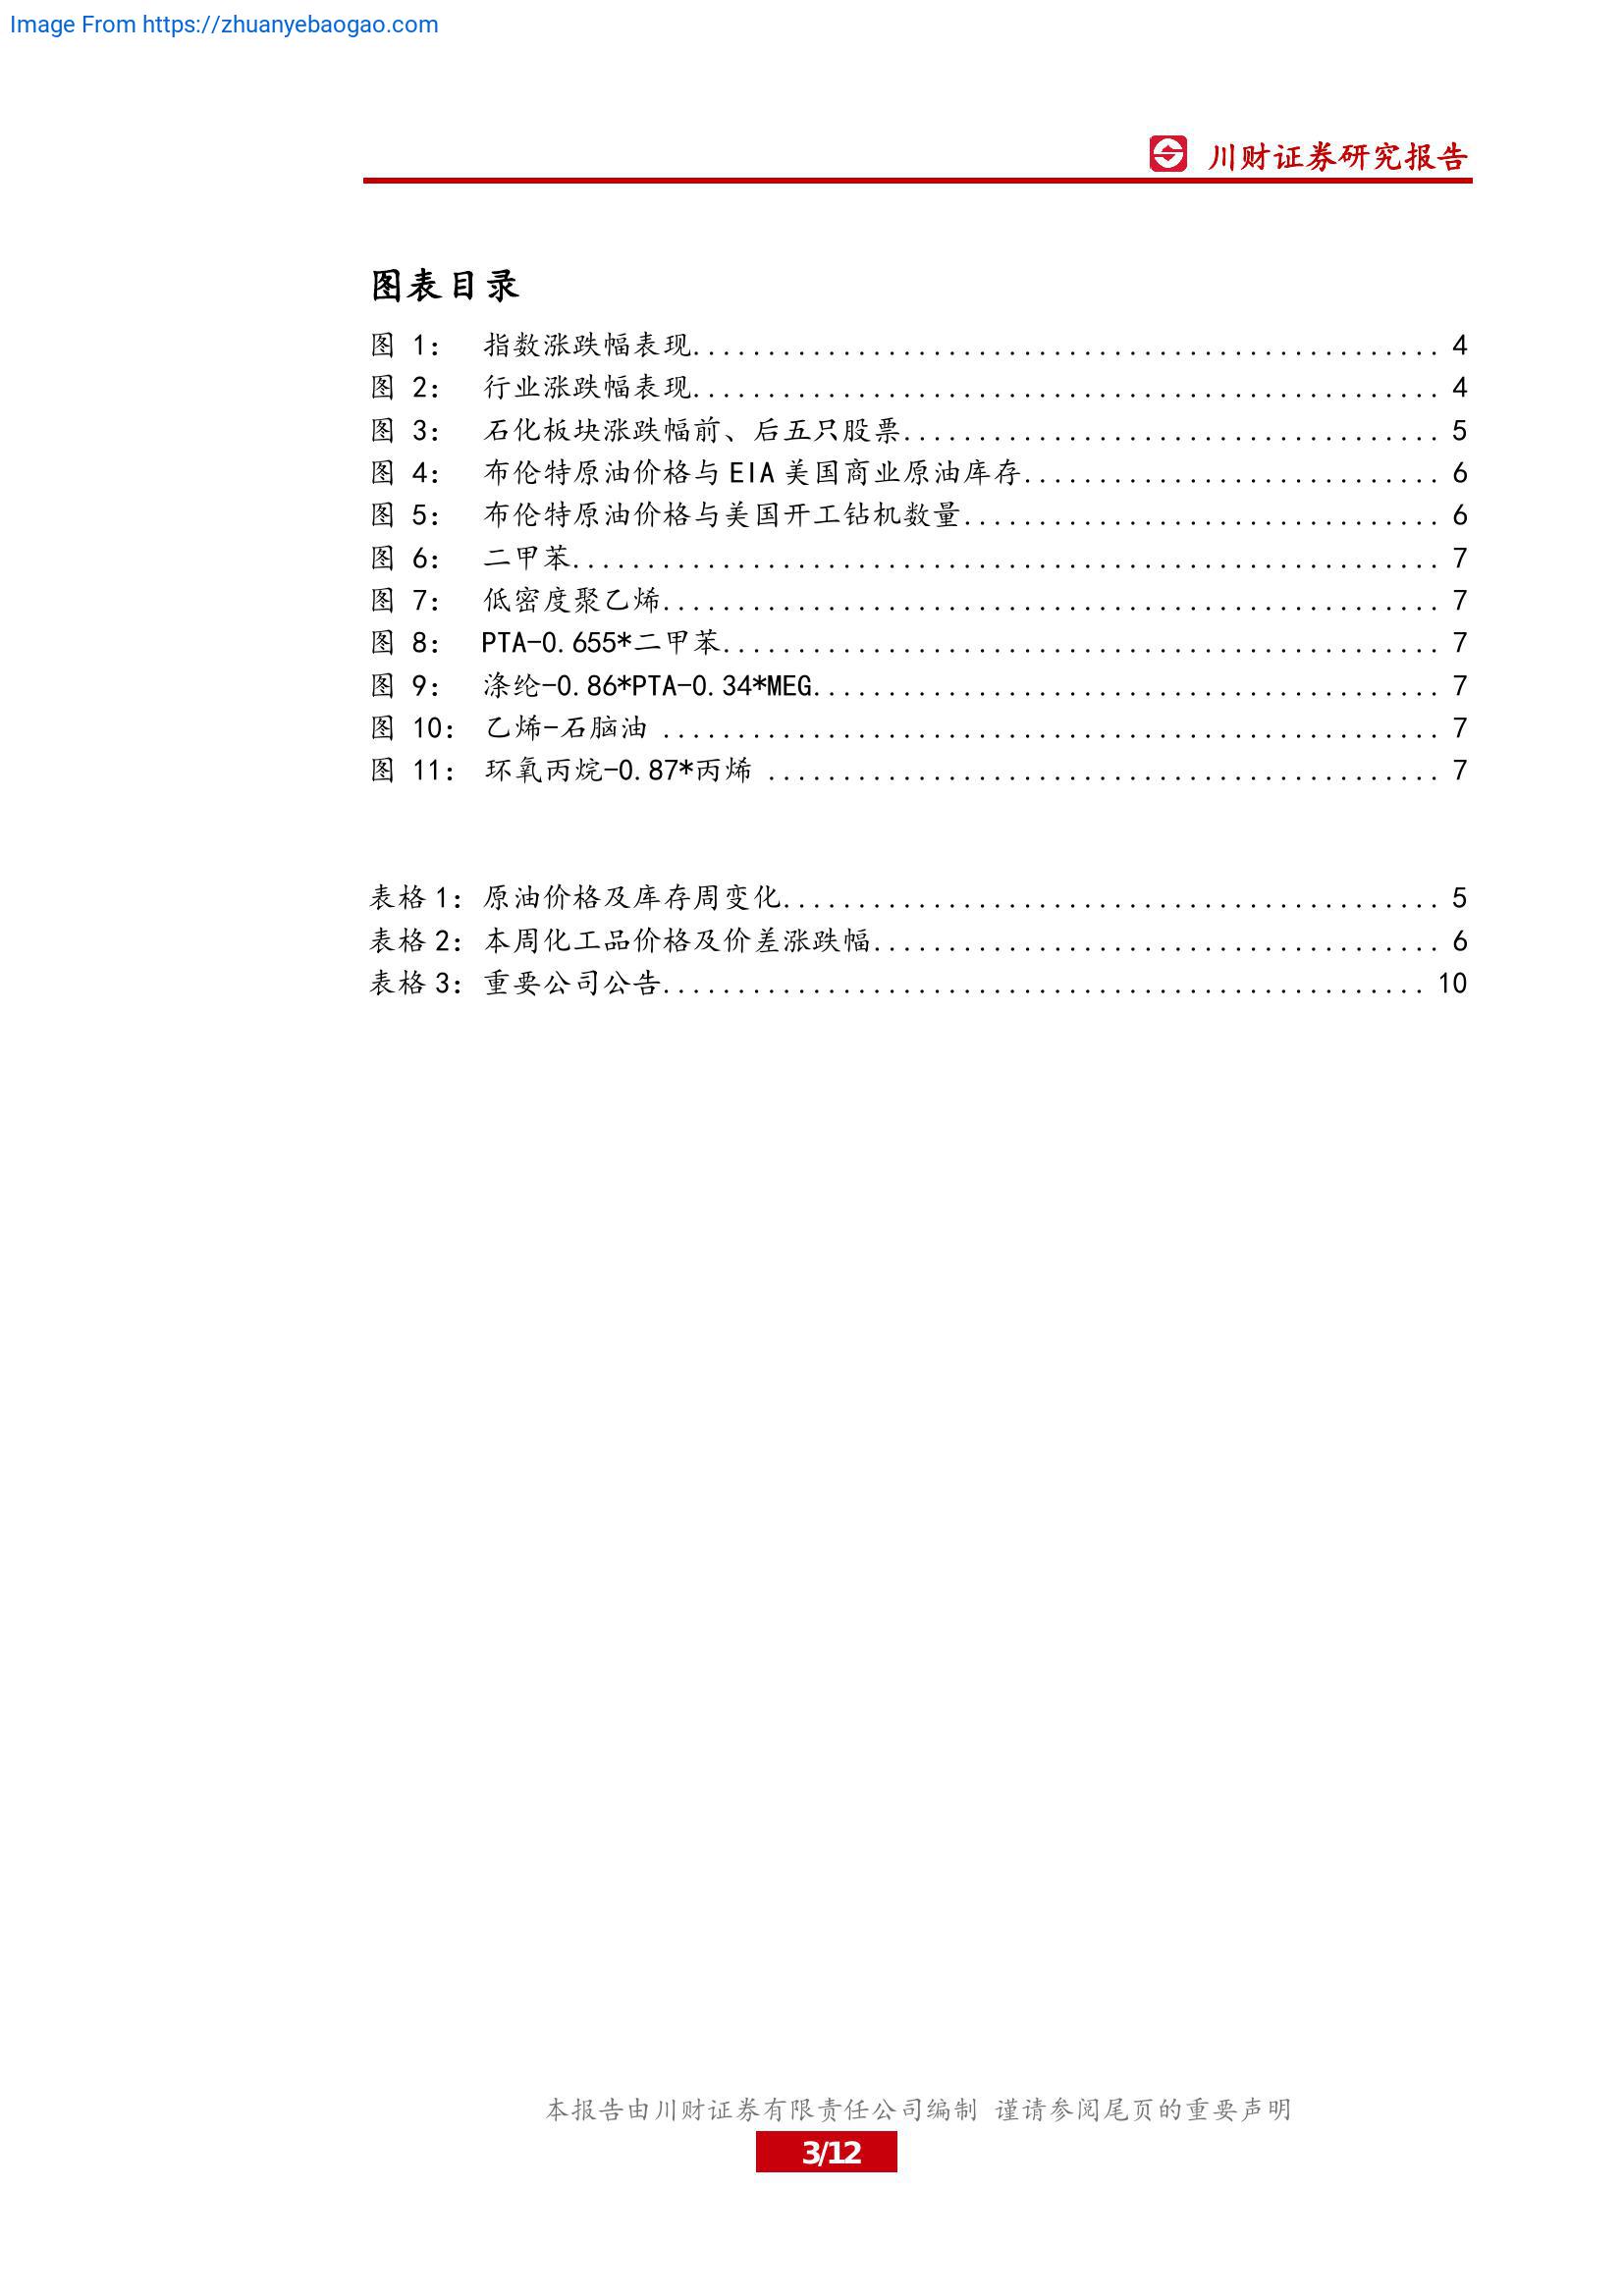 Image From https://zhuanyebaogao.com
川财证券研究报告
图表目录
图 1： 指数涨跌幅表现.................................................. 4
图 2： 行业涨跌幅表现.................................................. 4
图 3： 石化板块涨跌幅前、后五只股票.................................... 5
图 4： 布伦特原油价格与 EIA 美国商业原油库存............................ 6
图 5： 布伦特原油价格与美国开工钻机数量................................ 6
图 6： 二甲苯.......................................................... 7
图 7： 低密度聚乙烯.................................................... 7
图 8： PTA-0.655*二甲苯................................................ 7
图 9： 涤纶-0.86*PTA-0.34*MEG.......................................... 7
图 10： 乙烯-石脑油 .................................................... 7
图 11： 环氧丙烷-0.87*丙烯 ............................................. 7
表格 1：原油价格及库存周变化............................................ 5
表格 2：本周化工品价格及价差涨跌幅...................................... 6
表格 3：重要公司公告................................................... 10
本报告由川财证券有限责任公司编制 谨请参阅尾页的重要声明
3/12